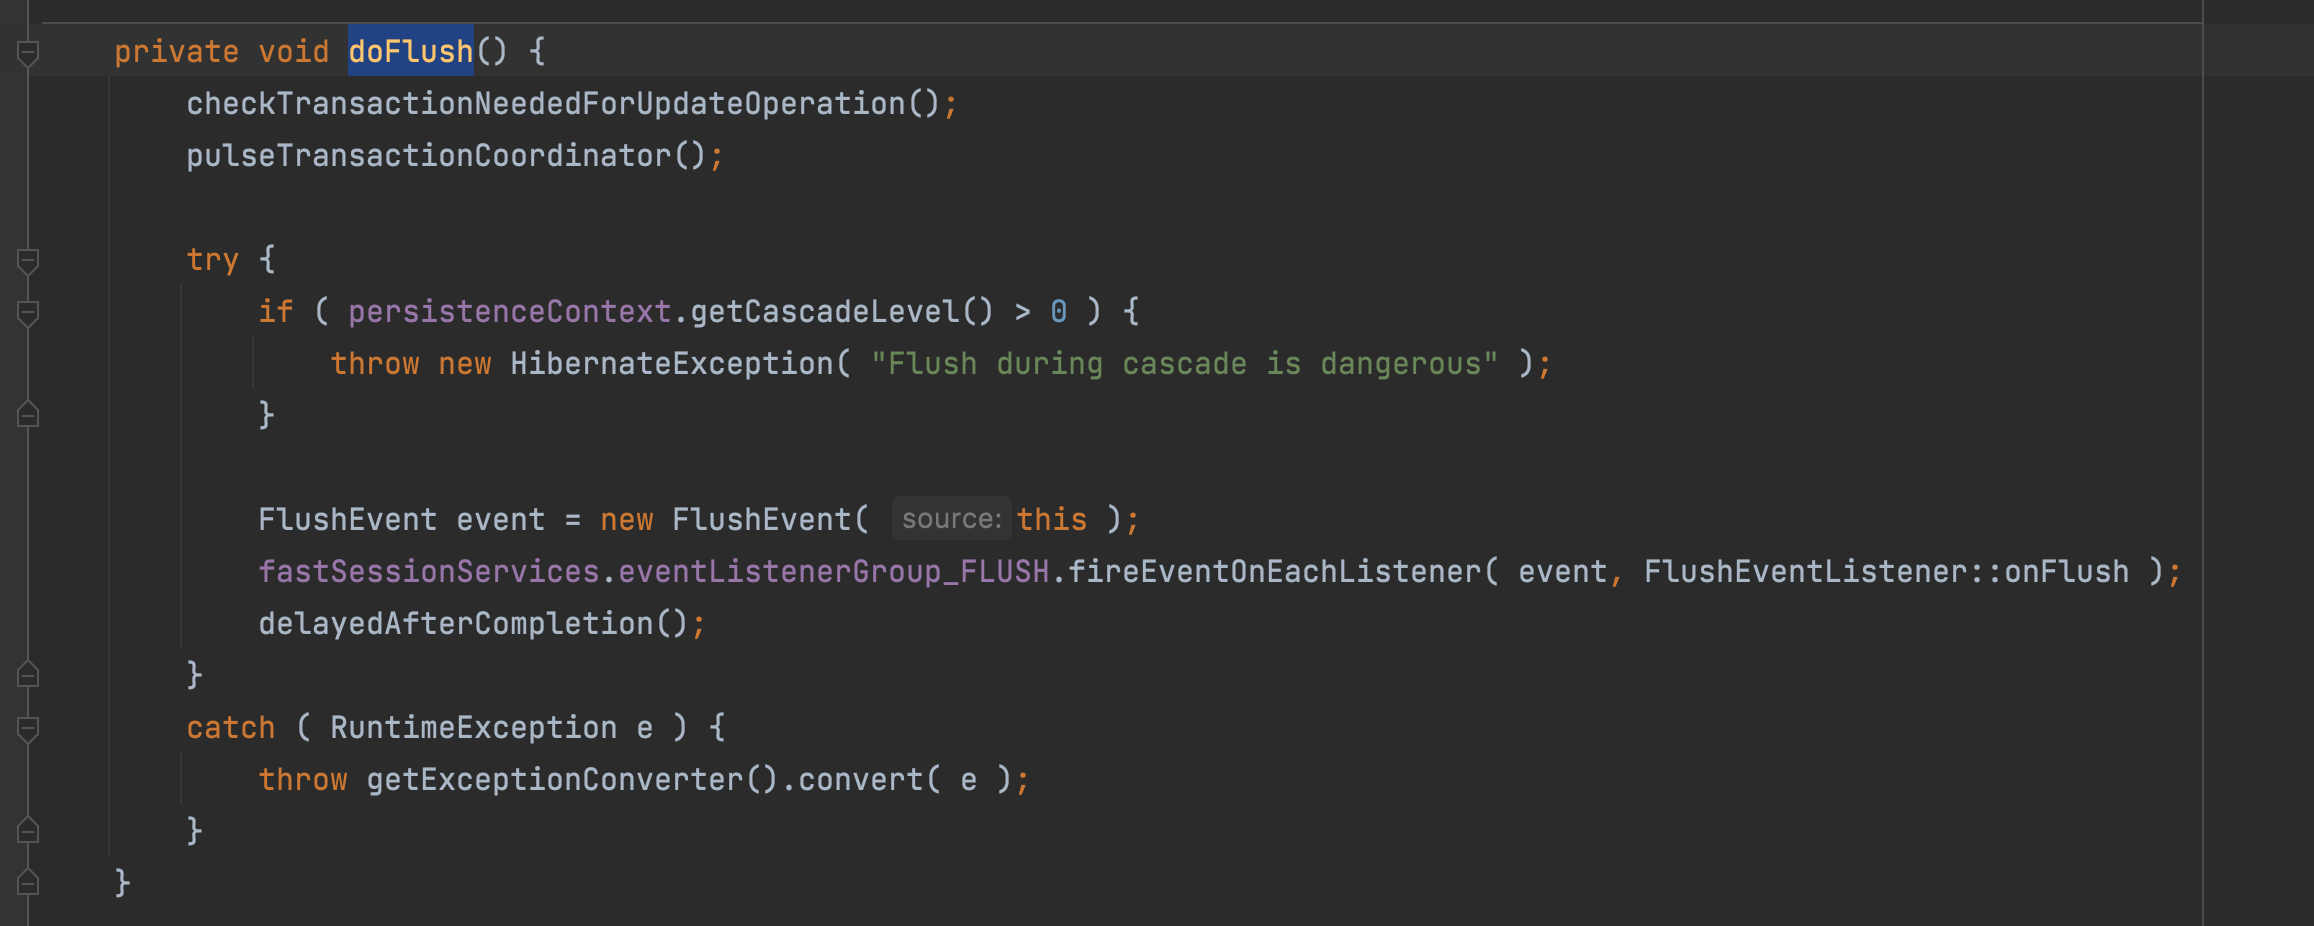 private void doFlush() {
checkTransactionNeededForUpdateOperation();
pulseTransactionCoordinator();
try {
if ( persistenceContext.getCascadeLevel() > 0 ) {
throw new HibernateException( "Flush during cascade is dangerous" );
}
FlushEvent event = new FlushEvent( source: this );
fastSessionServices.eventListenerGroup_FLUSH.fireEventOnEachListener( event, FlushEventListener::onFlush );
delayedAfterCompletion();
}
catch ( RuntimeException e ) {
throw getExceptionConverter().convert( e );
}
}